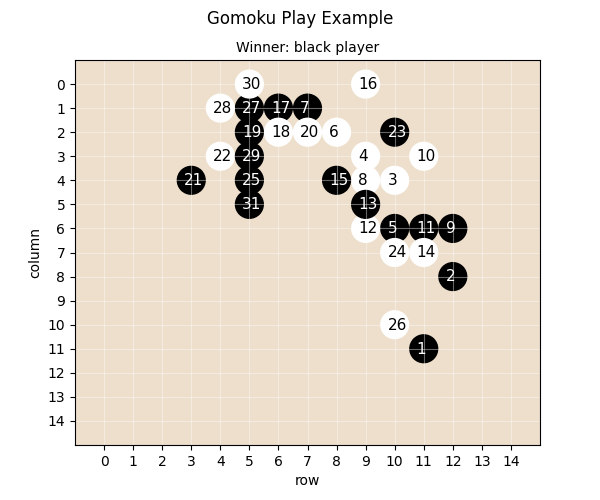 Gomoku Play Example
Winner: black player
0 30 16
1 28 27 17 7
2 19 18 20 6 23
3 22 29 4 10
4 21 25 15 8 3
5 31 13
6 12 5 11 9
7 24 14
8 2
9
10 26
11 1
12
13
14
column
0 1 2 3 4 5 6 7 8 9 10 11 12 13 14
row